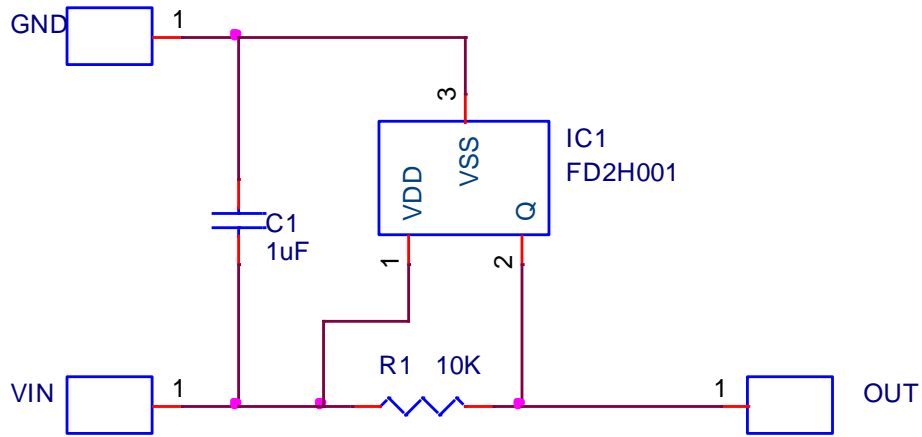 GND
1
3
IC1
FD2H001
VSS
VDD
Q
C1
1uF
1
2
R1 10K
VIN
1
1
OUT